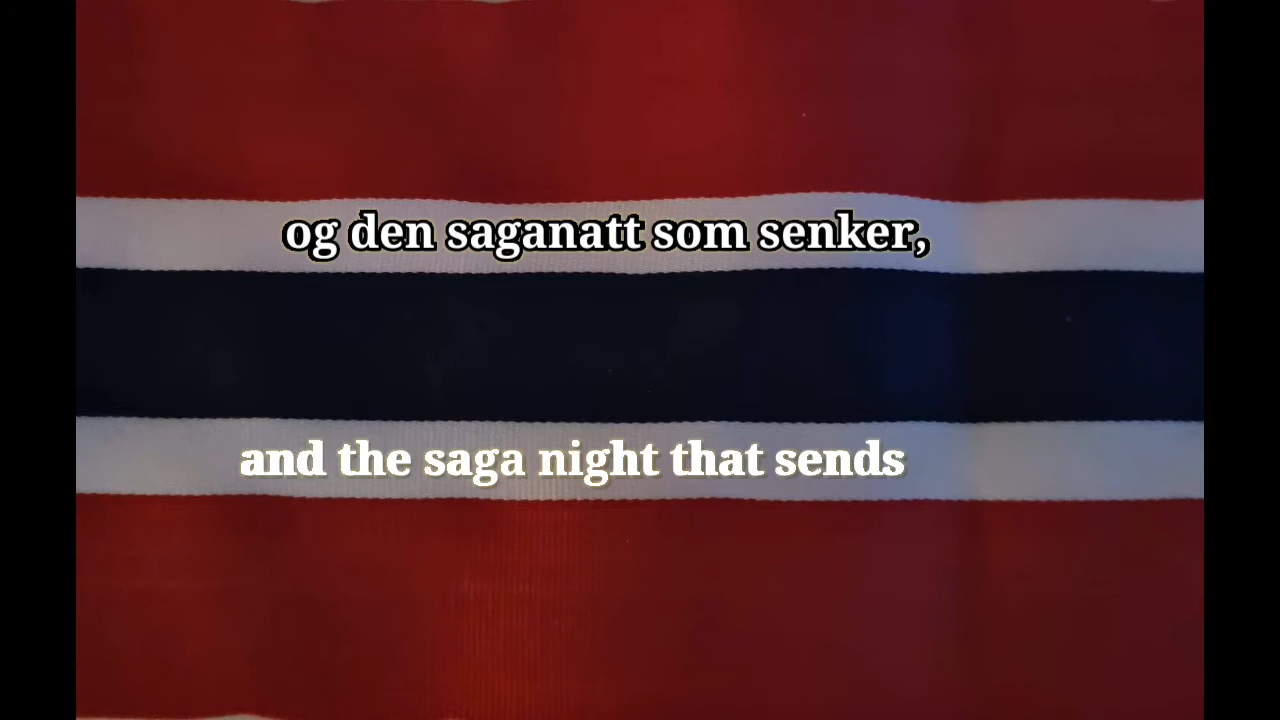 og den saganatt som senker,
and the saga night that sends